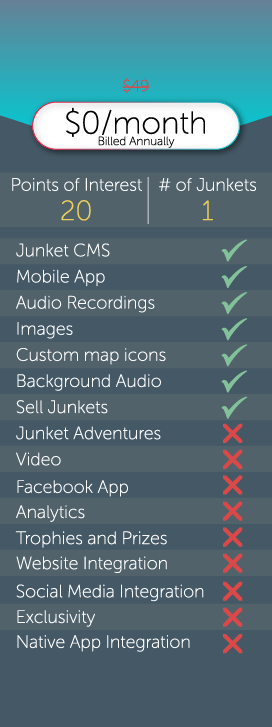 $49
$0/month
Billed Annually
Points of Interest # of Junkets
20 1
Junket CMS
Mobile App
Audio Recordings
Images
Custom map icons
Background Audio
Sell Junkets
Junket Adventures
Video
Facebook App
Analytics
Trophies and Prizes
Website Integration
Social Media Integration
Exclusivity
Native App Integration